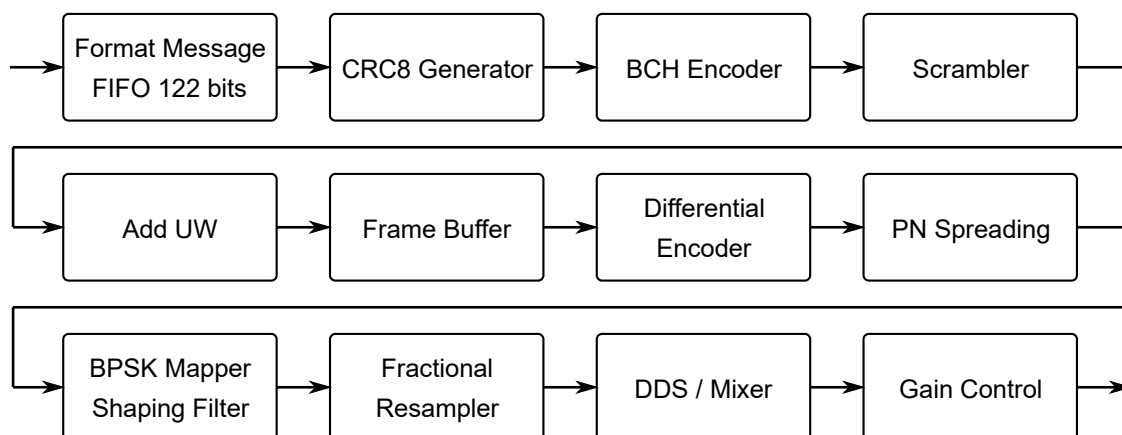 Format Message
FIFO 122 bits
CRC8 Generator
BCH Encoder
Scrambler
Add UW
Frame Buffer
Differential
Encoder
PN Spreading
BPSK Mapper
Shaping Filter
Fractional
Resampler
DDS / Mixer
Gain Control